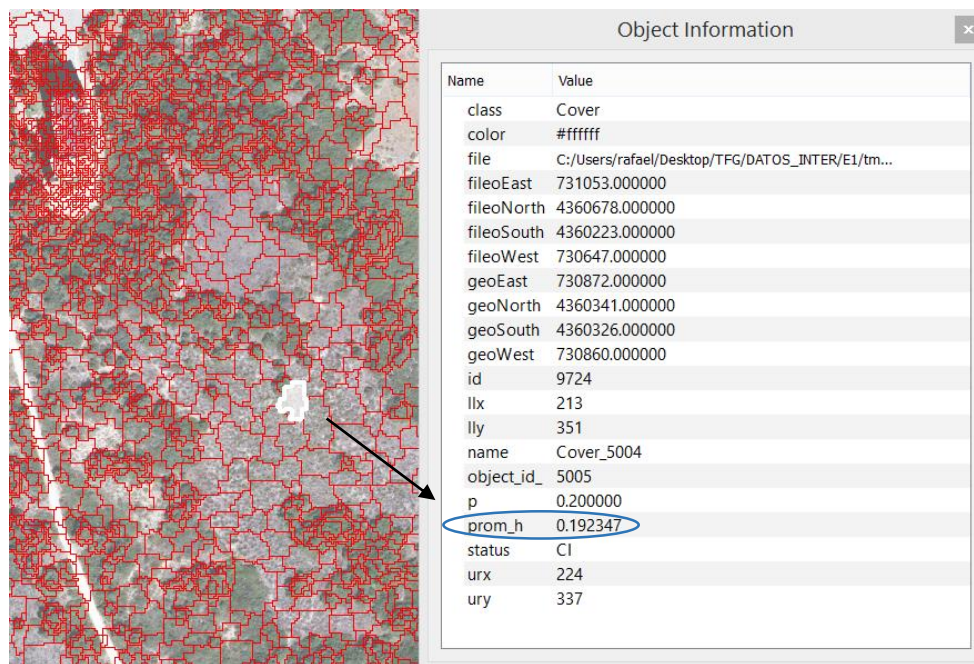 Object Information
x
Name Value
class Cover
color #ffffff
file C:/Users/rafael/Desktop/TFG/DATOS_INTER/E1/tm...
fileoEast 731053.000000
fileoNorth 4360678.000000
fileoSouth 4360223.000000
fileoWest 730647.000000
geoEast 730872.000000
geoNorth 4360341.000000
geoSouth 4360326.000000
geoWest 730860.000000
id 9724
llx 213
lly 351
name Cover_5004
object_id_ 5005
p 0.200000
prom_h 0.192347
status CI
urx 224
ury 337